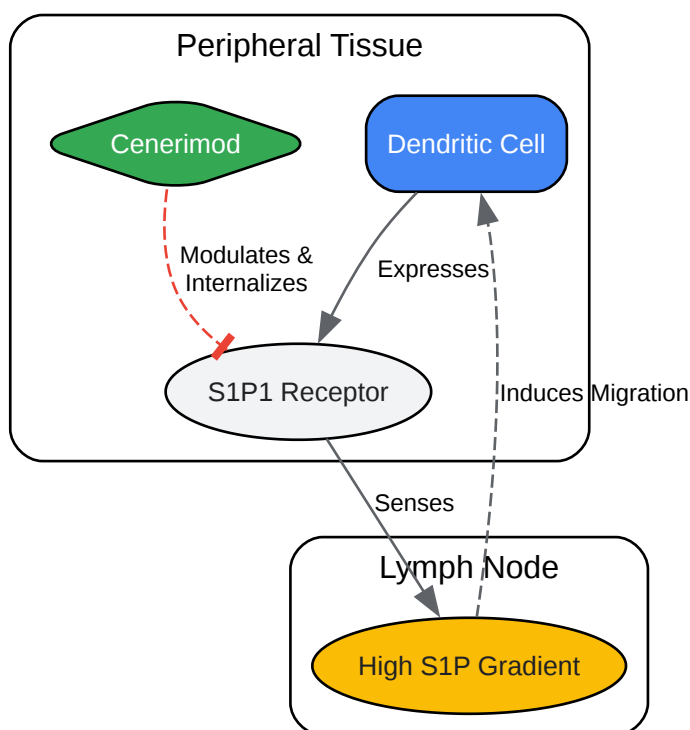 Peripheral Tissue
Cenerimod
Dendritic Cell
Modulates &
Internalizes
Expresses
S1P1 Receptor
Induces Migration
Senses
Lymph Node
High S1P Gradient